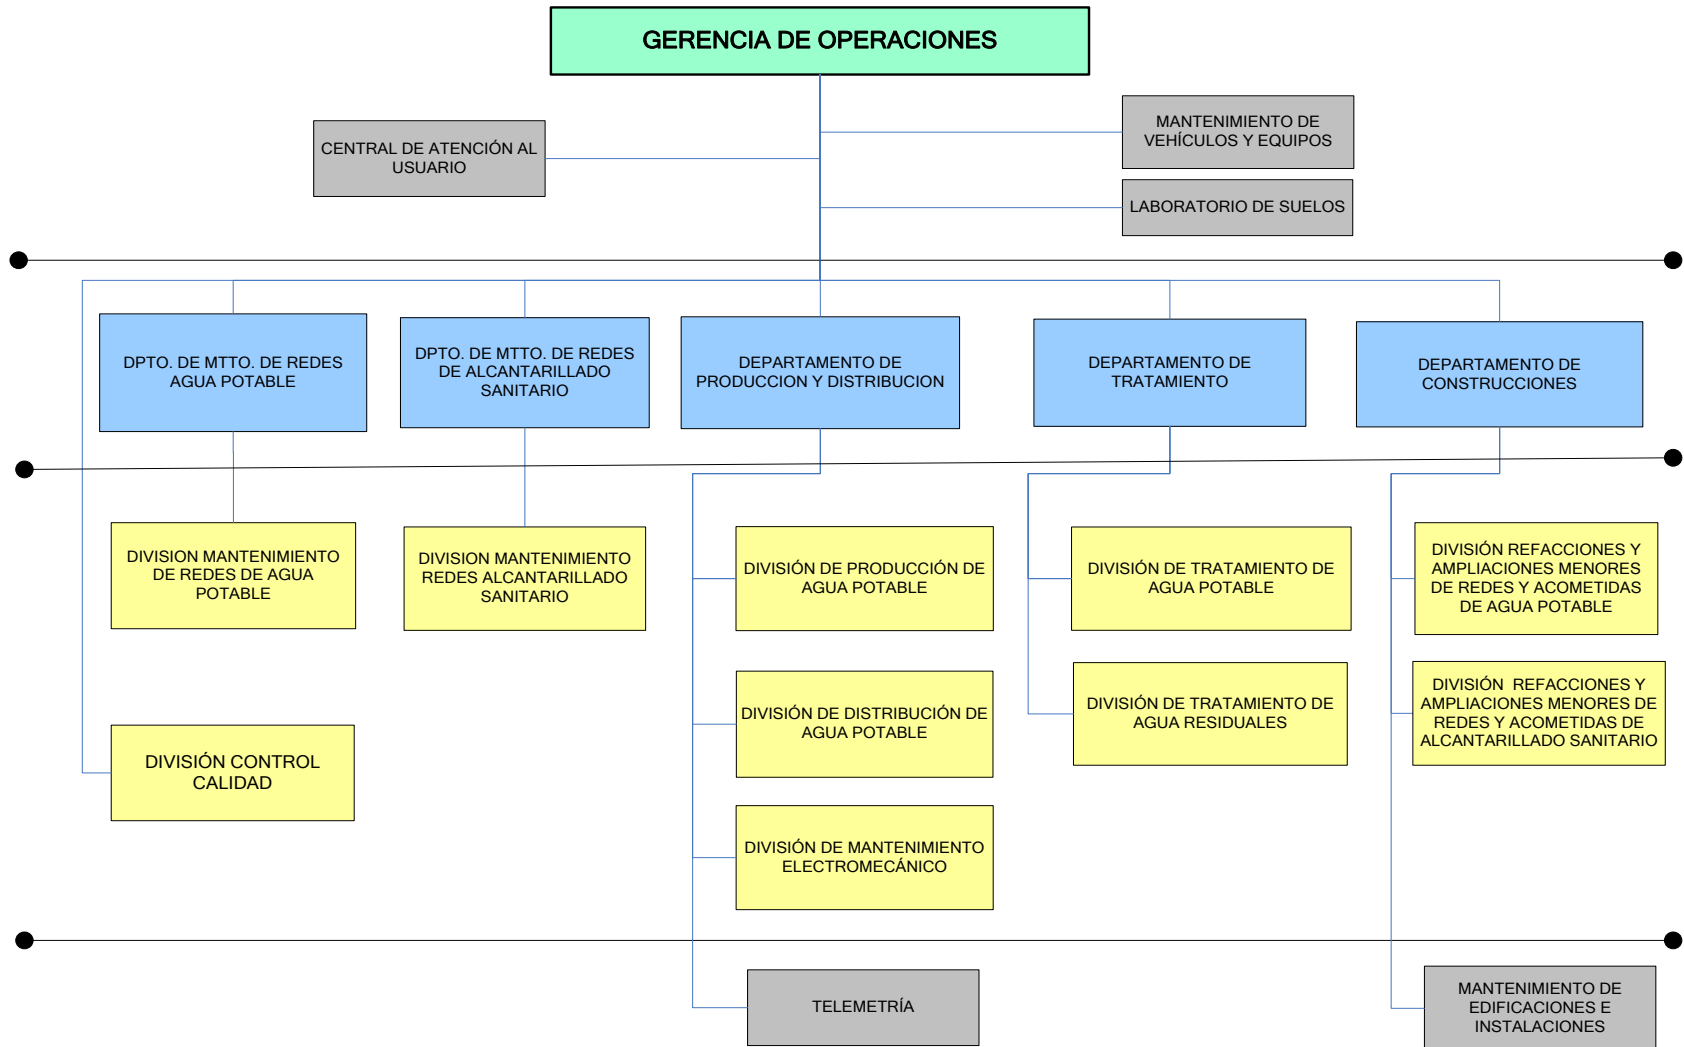 GERENCIA DE OPERACIONES
CENTRAL DE ATENCIÓN AL
USUARIO
MANTENIMIENTO DE
VEHÍCULOS Y EQUIPOS
LABORATORIO DE SUELOS
DPTO. DE MTTO. DE REDES
AGUA POTABLE
DPTO. DE MTTO. DE REDES
DE ALCANTARILLADO
SANITARIO
DEPARTAMENTO DE
PRODUCCION Y DISTRIBUCION
DEPARTAMENTO DE
TRATAMIENTO
DEPARTAMENTO DE
CONSTRUCCIONES
DIVISION MANTENIMIENTO
DE REDES DE AGUA
POTABLE
DIVISION MANTENIMIENTO
REDES ALCANTARILLADO
SANITARIO
DIVISIÓN DE PRODUCCIÓN DE
AGUA POTABLE
DIVISIÓN DE TRATAMIENTO DE
AGUA POTABLE
DIVISIÓN REFACCIONES Y
AMPLIACIONES MENORES
DE REDES Y ACOMETIDAS
DE AGUA POTABLE
DIVISIÓN CONTROL
CALIDAD
DIVISIÓN DE DISTRIBUCIÓN DE
AGUA POTABLE
DIVISIÓN DE TRATAMIENTO DE
AGUA RESIDUALES
DIVISIÓN REFACCIONES Y
AMPLIACIONES MENORES DE
REDES Y ACOMETIDAS DE
ALCANTARILLADO SANITARIO
DIVISIÓN DE MANTENIMIENTO
ELECTROMECÁNICO
TELEMETRÍA
MANTENIMIENTO DE
EDIFICACIONES E
INSTALACIONES